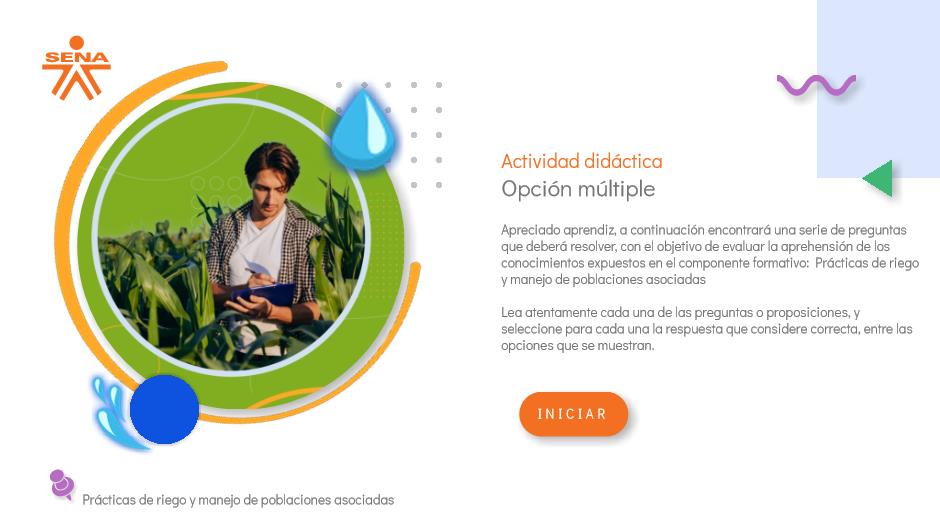 SENA
Actividad didáctica
Opción múltiple
Apreciado aprendiz, a continuación encontrará una serie de preguntas
que deberá resolver, con el objetivo de evaluar la aprehensión de los
conocimientos expuestos en el componente formativo: Prácticas de riego
y manejo de poblaciones asociadas
Lea atentamente cada una de las preguntas o proposiciones, y
seleccione para cada una la respuesta que considere correcta, entre las
opciones que se muestran.
INICIAR
Prácticas de riego y manejo de poblaciones asociadas